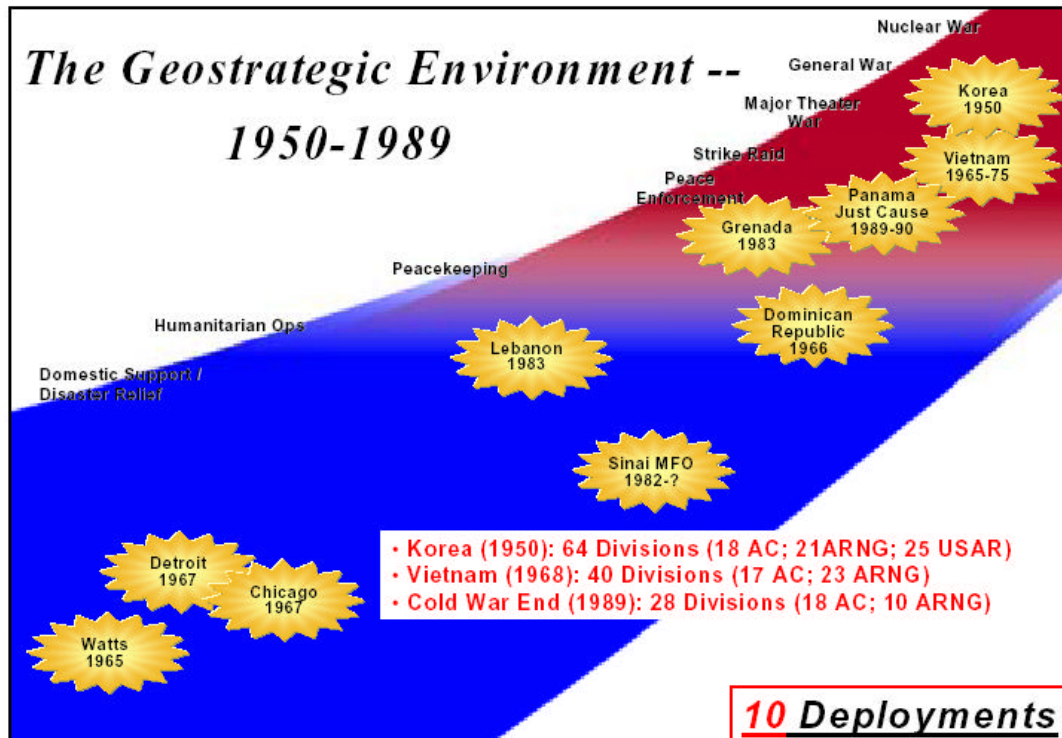 The Geostrategic Environment --
1950-1989
Nuclear War
General War
Major Theater
War
Strike Raid
Peace
Enforcement
Peacekeeping
Humanitarian Ops
Domestic Support /
Disaster Relief
Korea
1950
Vietnam
1965-75
Panama
Just Cause
1989-90
Grenada
1983
Dominican
Republic
1966
Lebanon
1983
Sinai MFO
1982-?
Detroit
1967
Chicago
1967
Watts
1965
• Korea (1950): 64 Divisions (18 AC; 21ARNG; 25 USAR)
• Vietnam (1968): 40 Divisions (17 AC; 23 ARNG)
• Cold War End (1989): 28 Divisions (18 AC; 10 ARNG)
10 Deployments